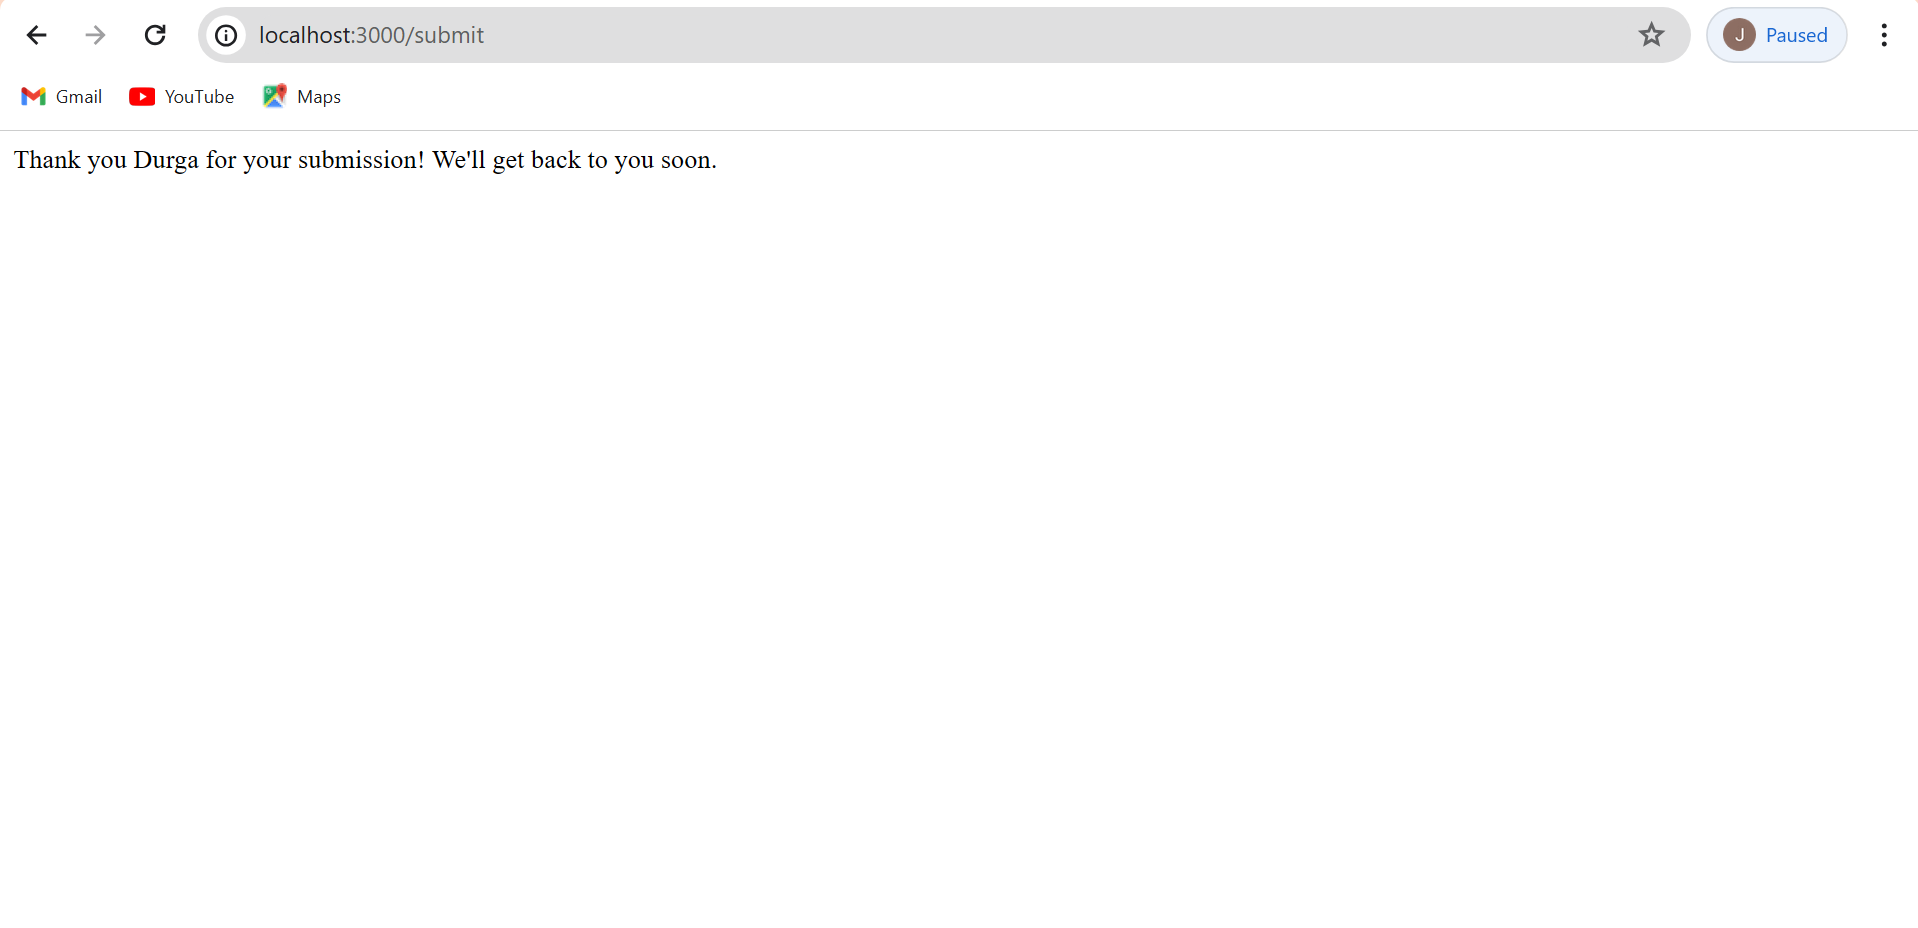 localhost:3000/submit
J Paused
Gmail YouTube Maps
Thank you Durga for your submission! We'll get back to you soon.